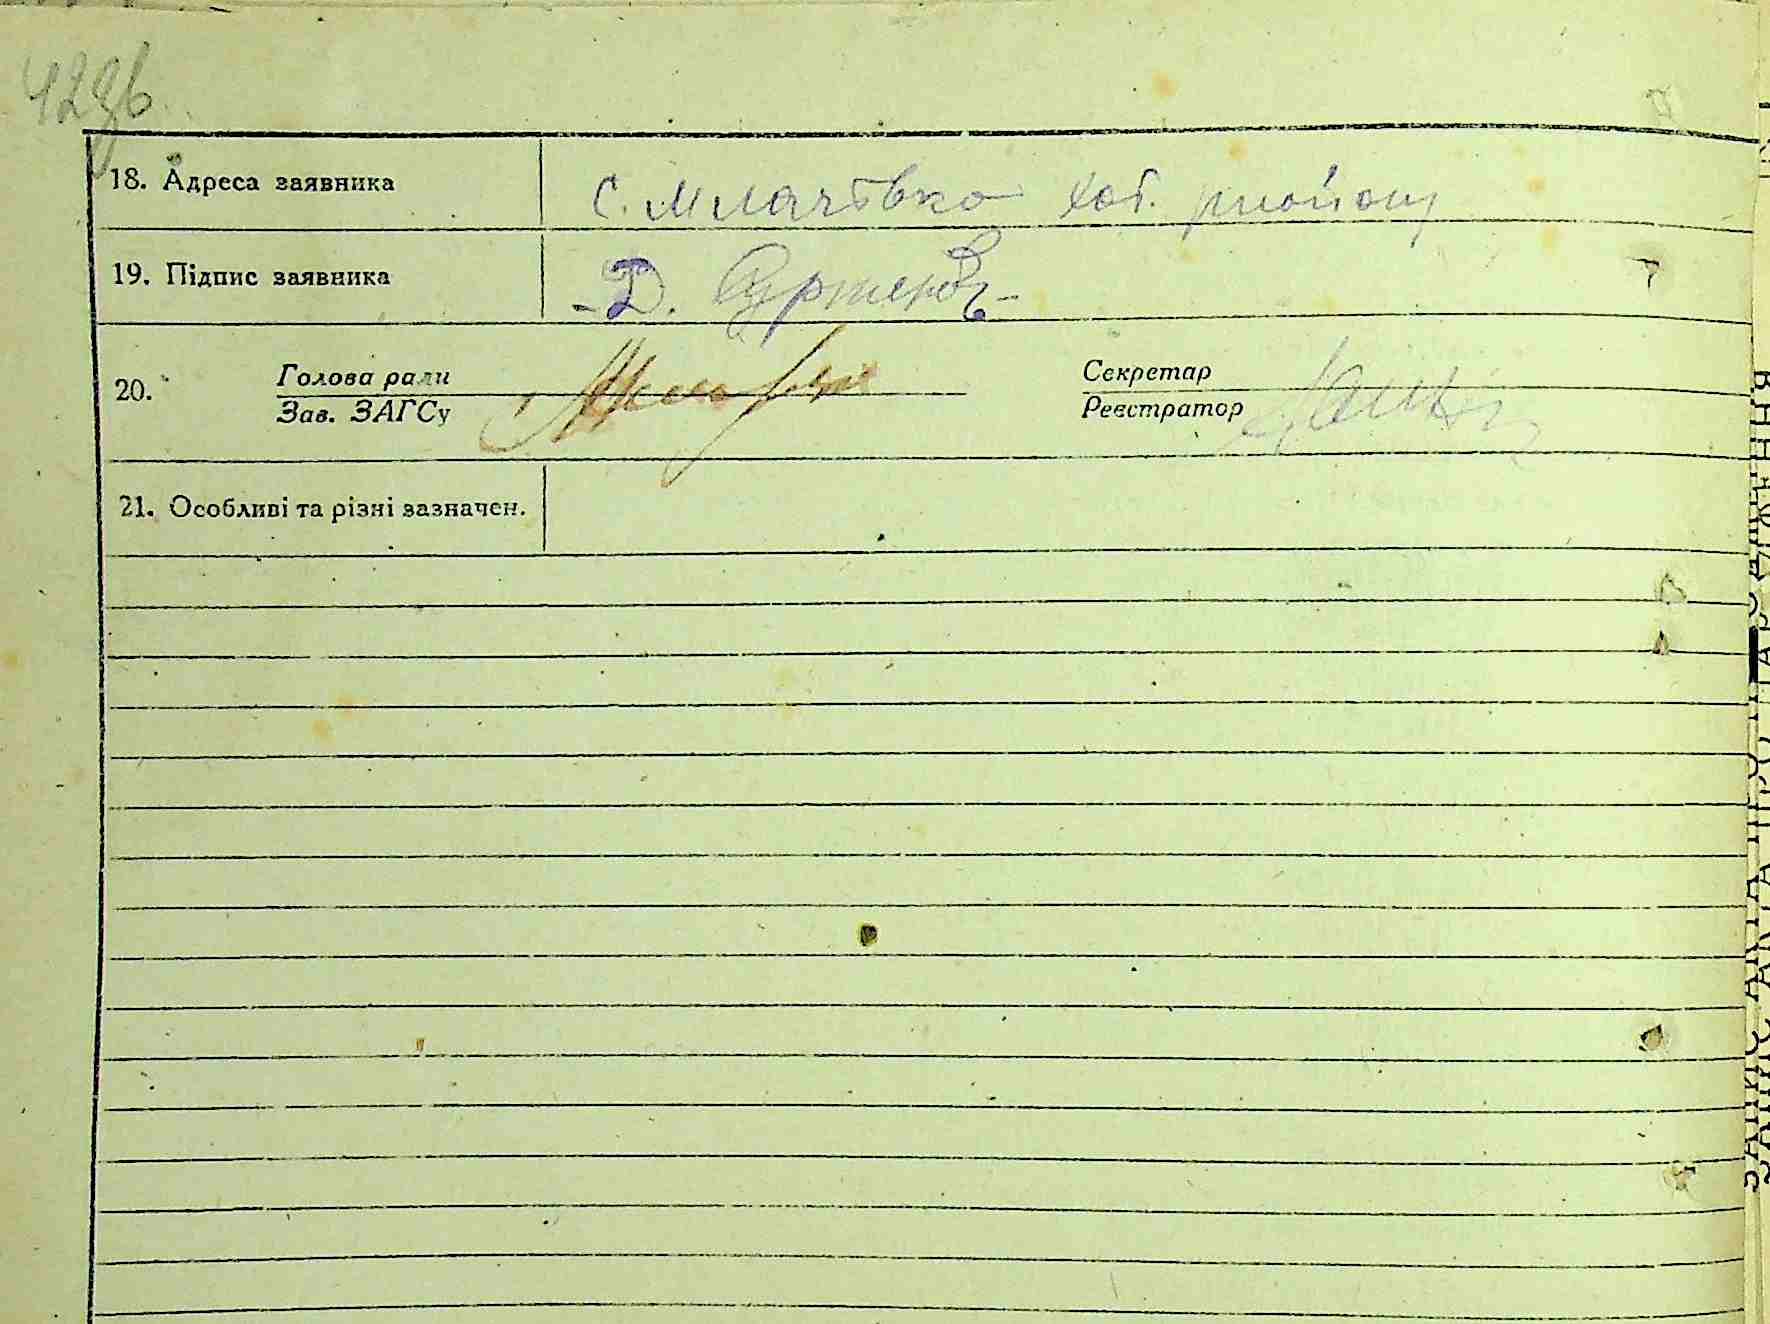 42зв
18. Адреса заявника
с. Млачівка Хот. району
19. Підпис заявника
- Д.
20.
Голова ради
Зав. ЗАГСу
Секретар
Реєстратор
21. Особливі та різні зазначен.